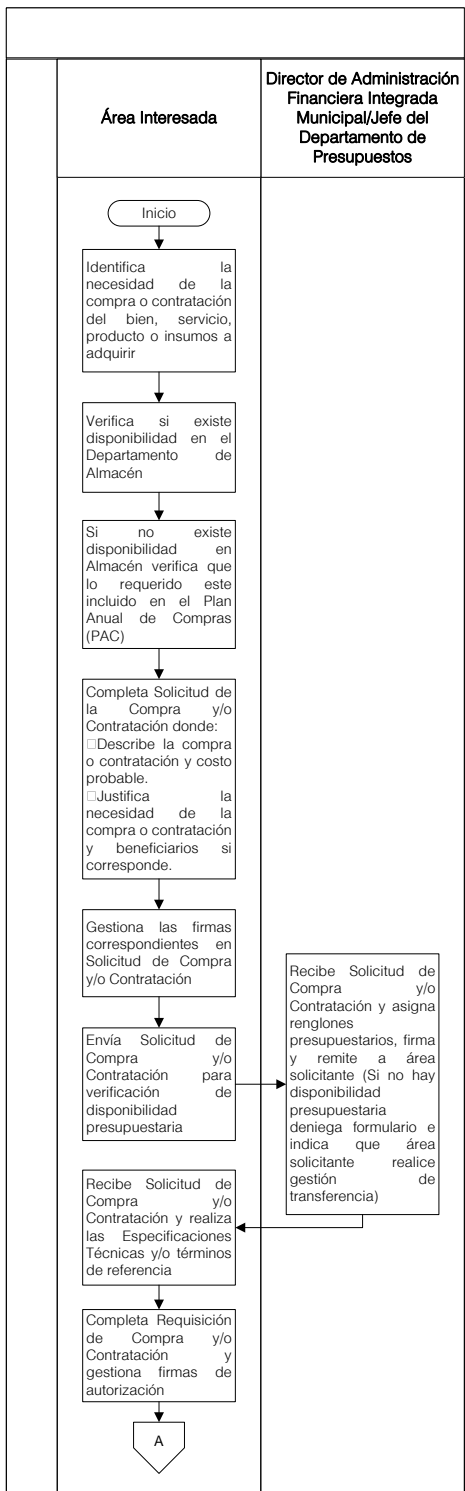 Área Interesada
Director de Administración
Financiera Integrada
Municipal/Jefe del
Departamento de
Presupuestos
Inicio
Identifica la
necesidad de la
compra o contratación
del bien, servicio,
producto o insumos a
adquirir
Verifica si existe
disponibilidad en el
Departamento de
Almacén
Si no existe
disponibilidad en
Almacén verifica que
lo requerido este
incluido en el Plan
Anual de Compras
(PAC)
Completa Solicitud de
la Compra y/o
Contratación donde:
□Describe la compra
o contratación y costo
probable.
□Justifica la
necesidad de la
compra o contratación
y beneficiarios si
corresponde.
Gestiona las firmas
correspondientes en
Solicitud de Compra
y/o Contratación
Envía Solicitud de
Compra y/o
Contratación para
verificación de
disponibilidad
presupuestaria
Recibe Solicitud de
Compra y/o
Contratación y asigna
renglones
presupuestarios, firma
y remite a área
solicitante (Si no hay
disponibilidad
presupuestaria
deniega formulario e
indica que área
solicitante realice
gestión de
transferencia)
Recibe Solicitud de
Compra y/o
Contratación y realiza
las Especificaciones
Técnicas y/o términos
de referencia
Completa Requisición
de Compra y/o
Contratación y
gestiona firmas de
autorización
A